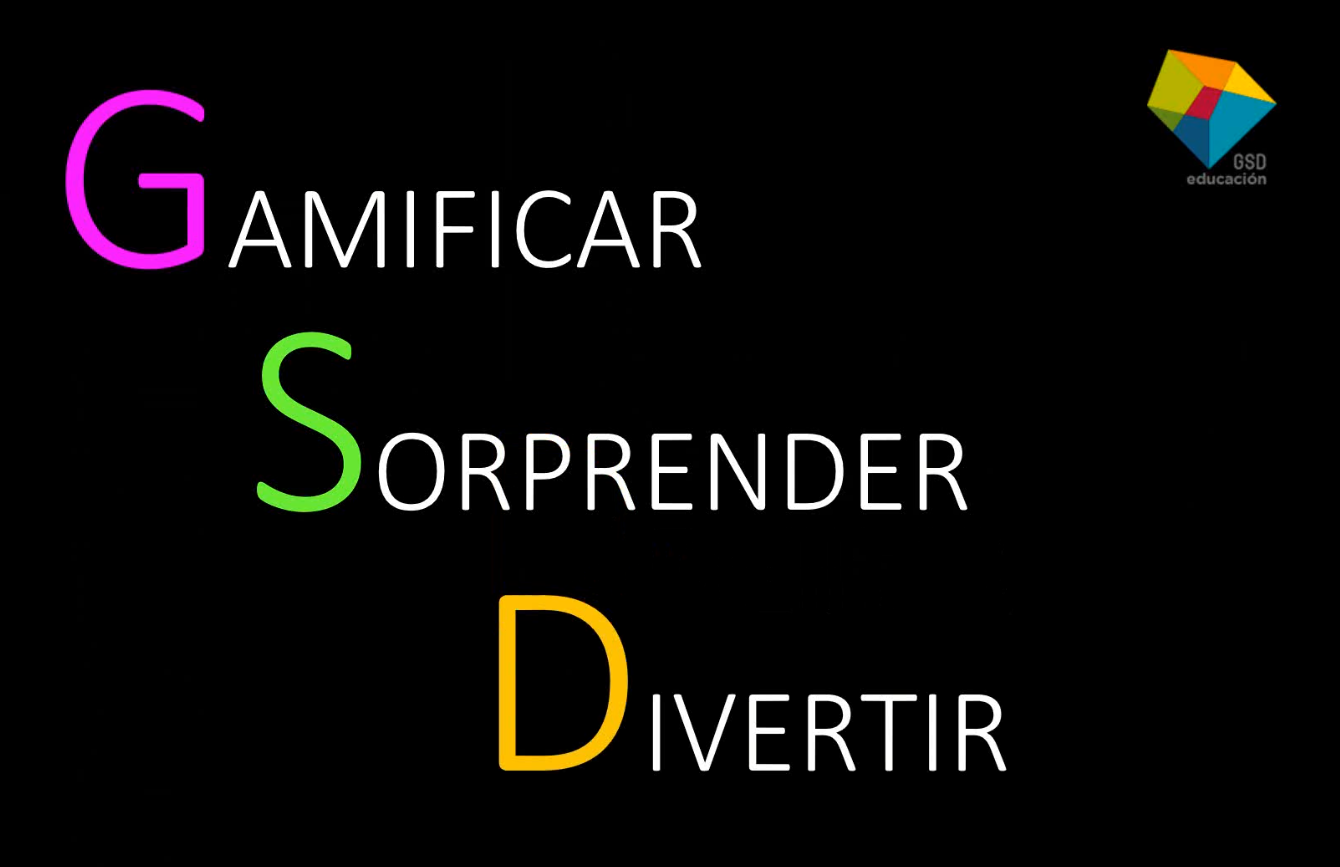 GSD
educación
GAMIFICAR
SORPRENDER
DIVERTIR